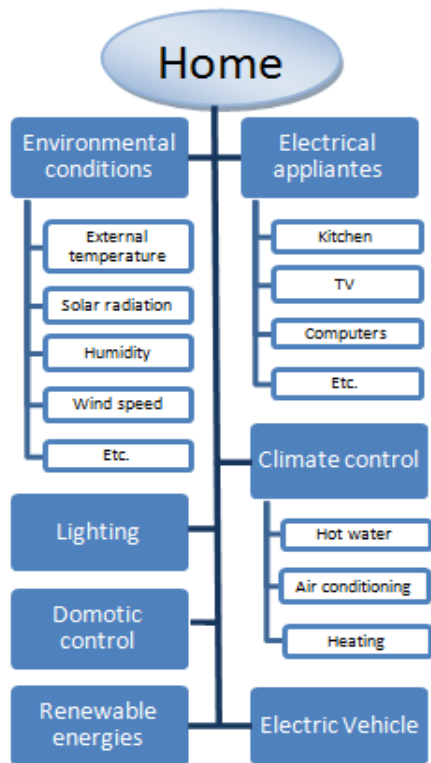 Home
Environmental
conditions
External
temperature
Solar radiation
Humidity
Wind speed
Etc.
Electrical
appliantes
Kitchen
TV
Computers
Etc.
Climate control
Hot water
Air conditioning
Heating
Lighting
Domotic
control
Renewable
energies
Electric Vehicle